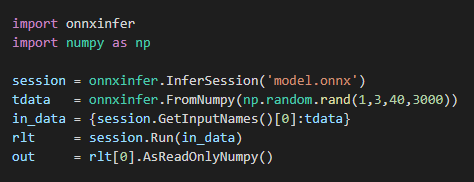 import onnxinfer
import numpy as np

session = onnxinfer.InferSession('model.onnx')
tdata   = onnxinfer.FromNumpy(np.random.rand(1,3,40,3000))
in_data = {session.GetInputNames()[0]:tdata}
rlt     = session.Run(in_data)
out     = rlt[0].AsReadOnlyNumpy()